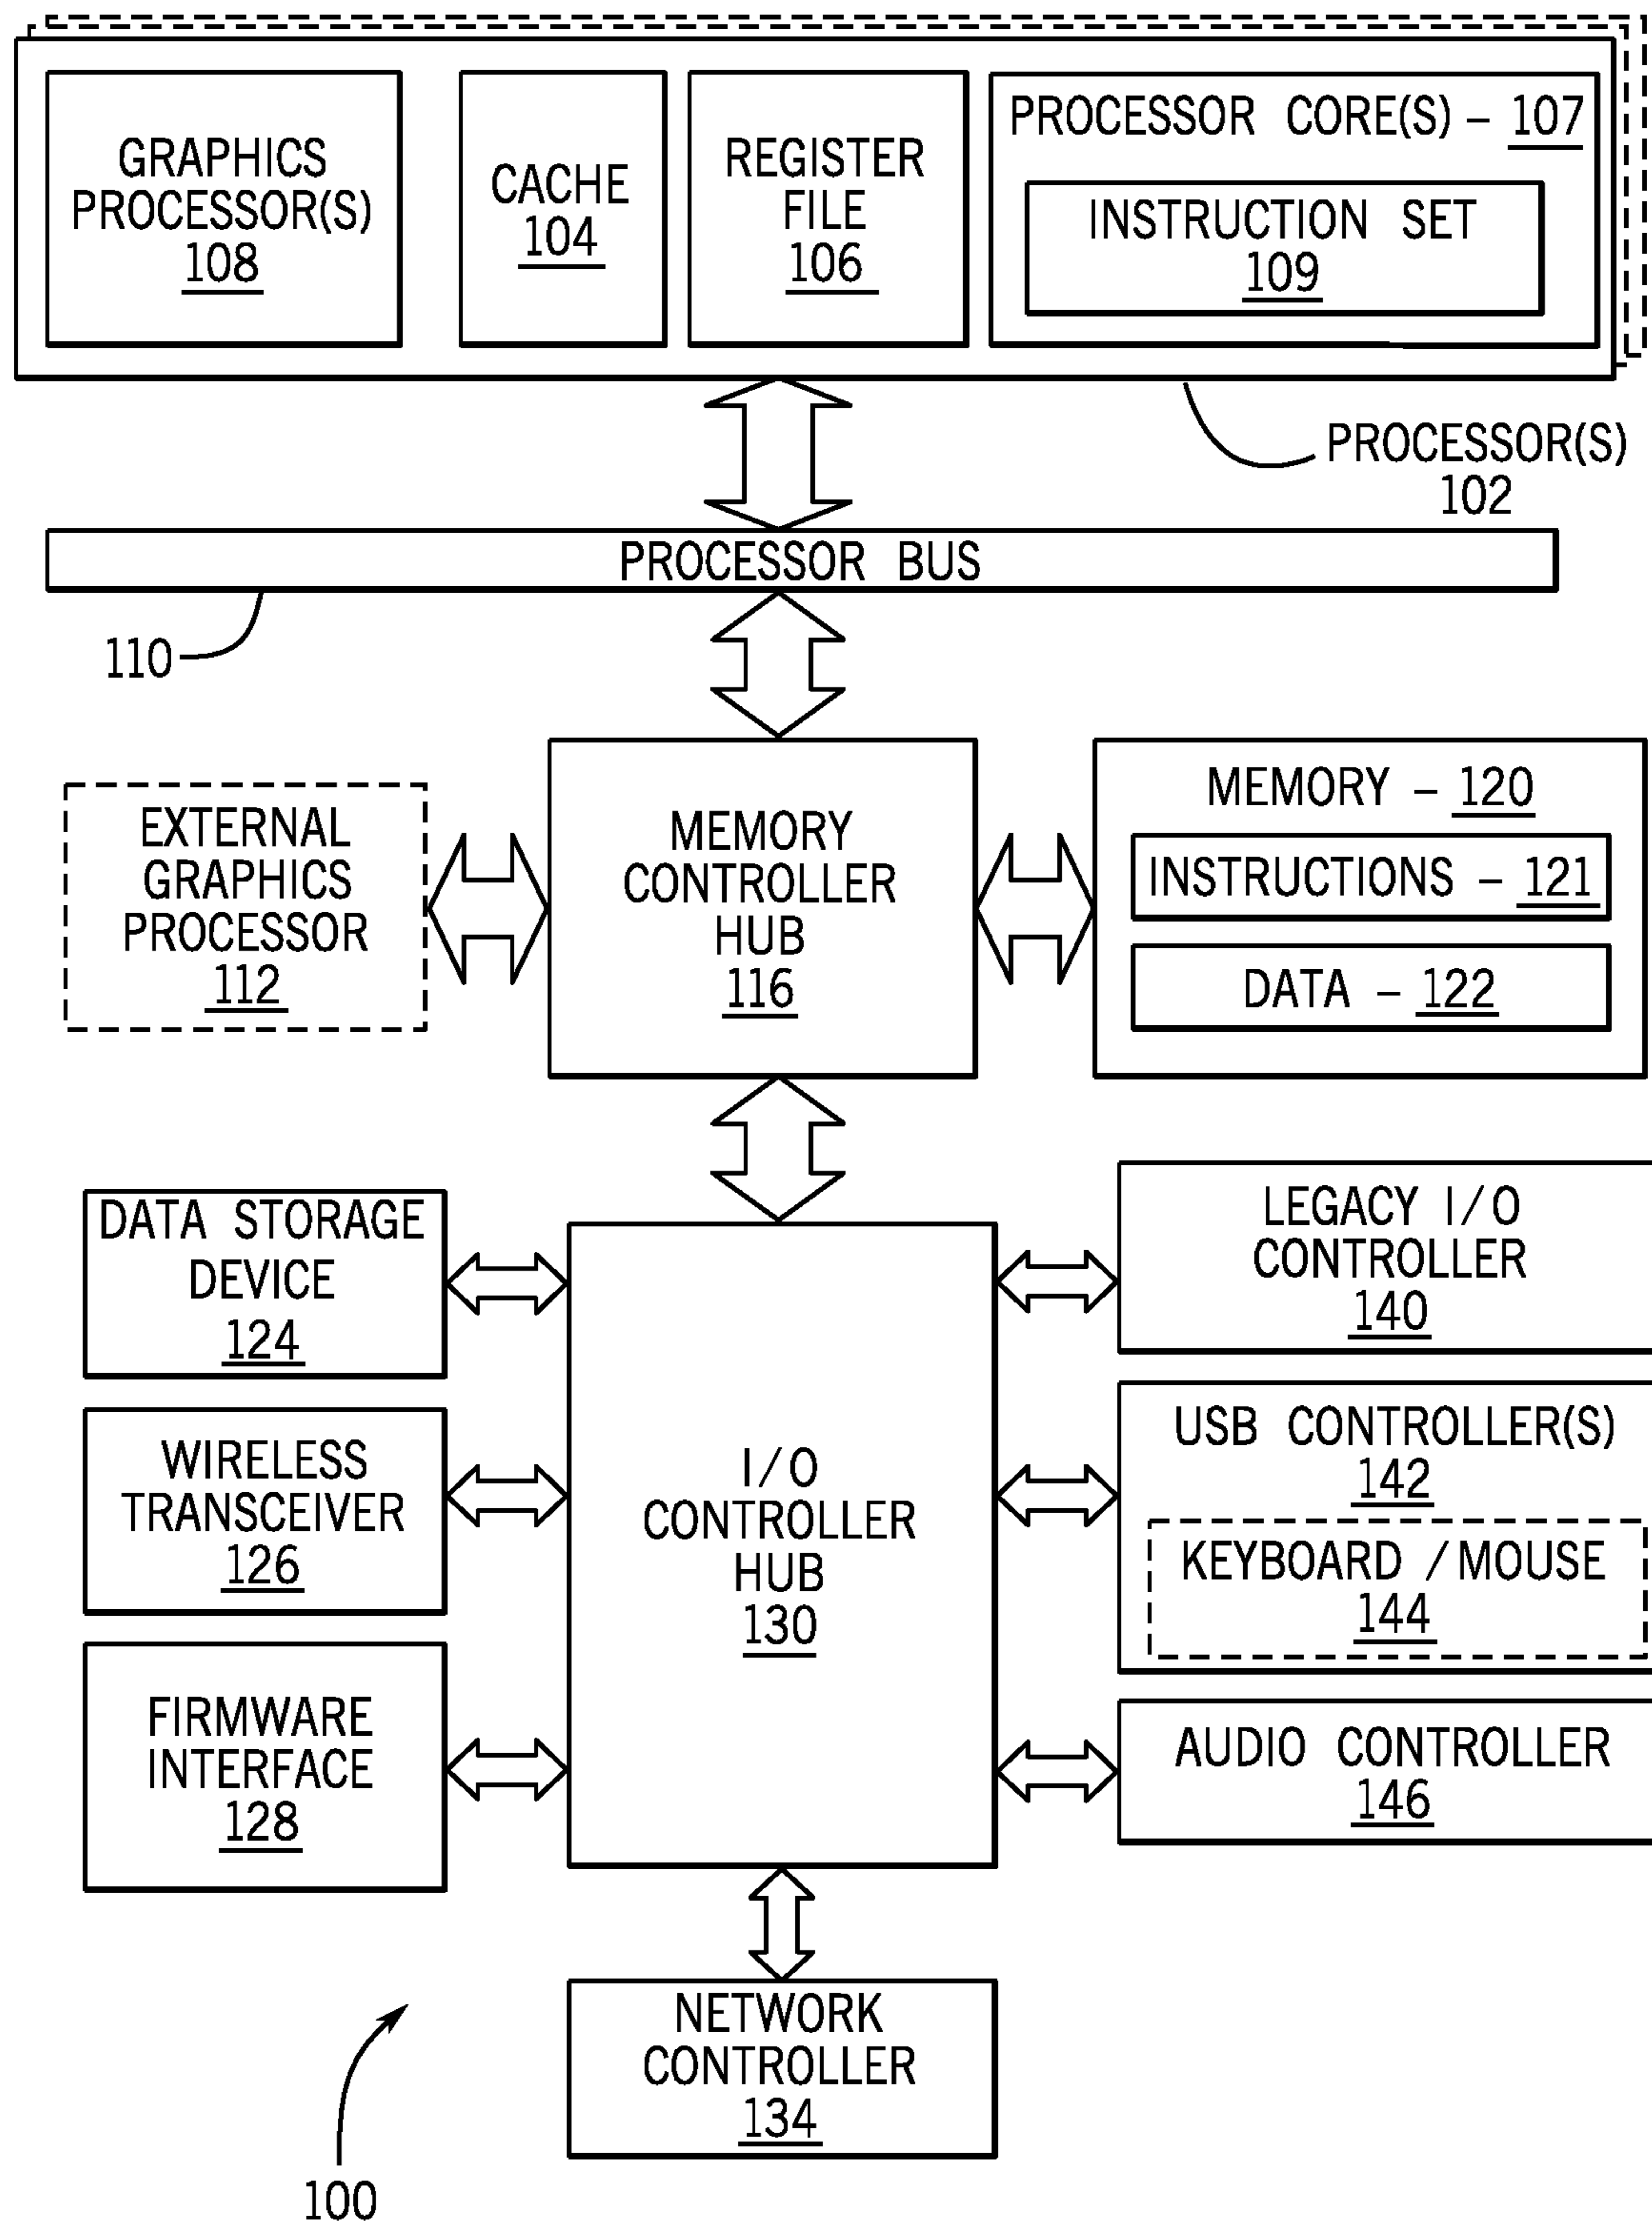 GRAPHICS
PROCESSOR(S)
108
CACHE
104
REGISTER
FILE
106
PROCESSOR CORE(S) – 107
INSTRUCTION SET
109
PROCESSOR(S)
102
PROCESSOR BUS
110
EXTERNAL
GRAPHICS
PROCESSOR
112
MEMORY
CONTROLLER
HUB
116
MEMORY – 120
INSTRUCTIONS – 121
DATA – 122
DATA STORAGE
DEVICE
124
WIRELESS
TRANSCEIVER
126
FIRMWARE
INTERFACE
128
I/O
CONTROLLER
HUB
130
LEGACY I/O
CONTROLLER
140
USB CONTROLLER(S)
142
KEYBOARD /MOUSE
144
AUDIO CONTROLLER
146
NETWORK
CONTROLLER
134
100